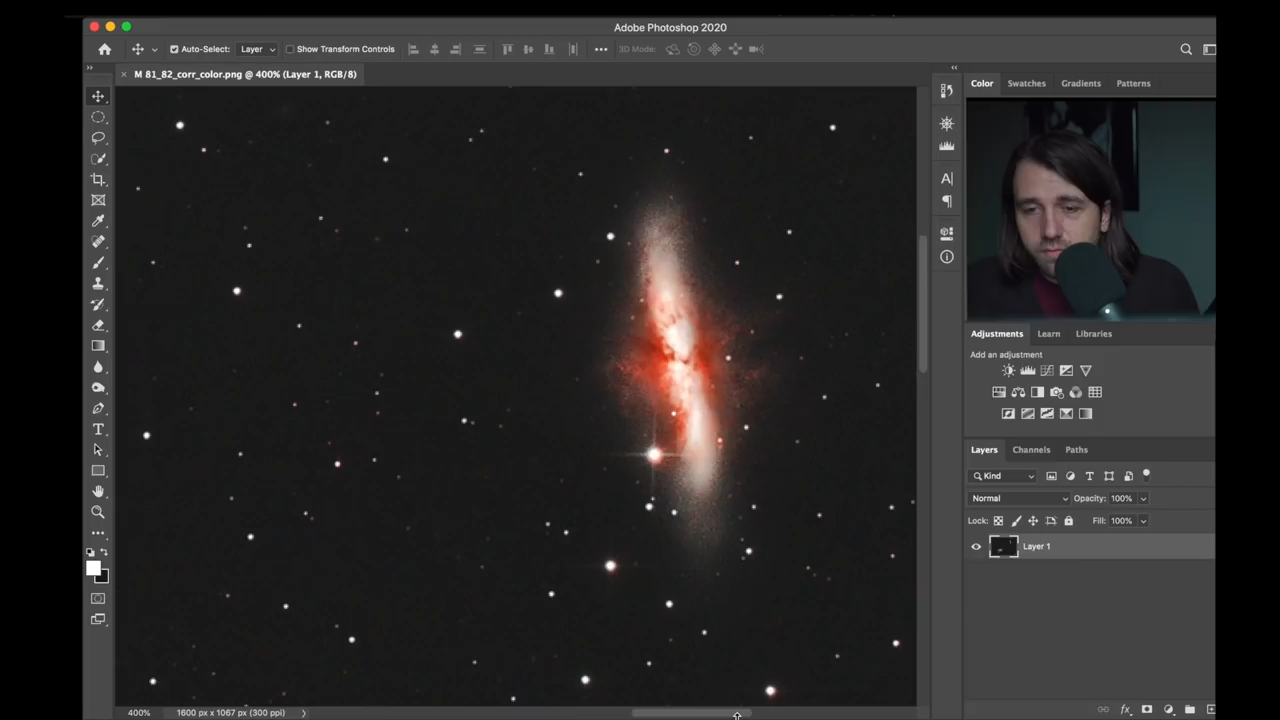 Adobe Photoshop 2020
Auto-Select: Layer Show Transform Controls 3D Mode:
M 81_82_corr_color.png @ 400% (Layer 1, RGB/8)
Color Swatches Gradients Patterns
Adjustments Learn Libraries
Add an adjustment
Layers Channels Paths
Kind
Normal Opacity: 100%
Lock: Fill: 100%
Layer 1
400% 1600 px x 1067 px (300 ppi)